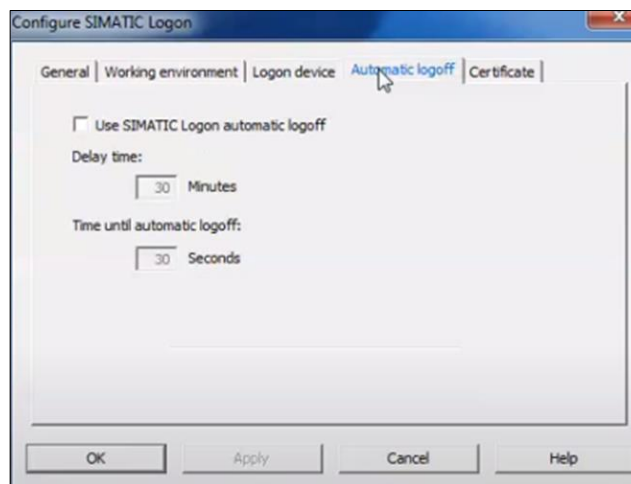 Configure SIMATIC Logon
General Working environment Logon device Automatic logoff Certificate
Use SIMATIC Logon automatic logoff
Delay time:
30 Minutes
Time until automatic logoff:
30 Seconds
OK Apply Cancel Help